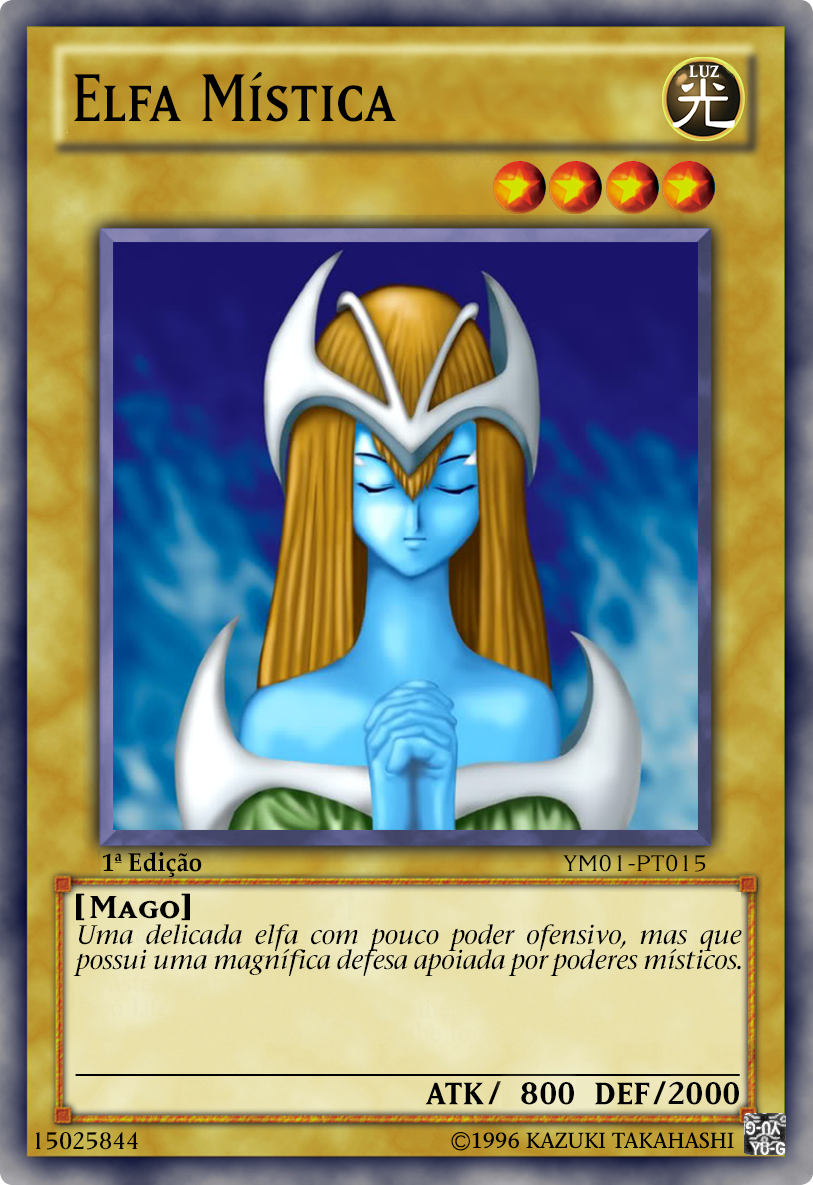 Elfa Mística
LUZ
光
1ª Edição
YM01-PT015
[Mago]
Uma delicada elfa com pouco poder ofensivo, mas que
possui uma magnífica defesa apoiada por poderes místicos.
ATK/ 800 DEF/2000
15025844
©1996 KAZUKI TAKAHASHI